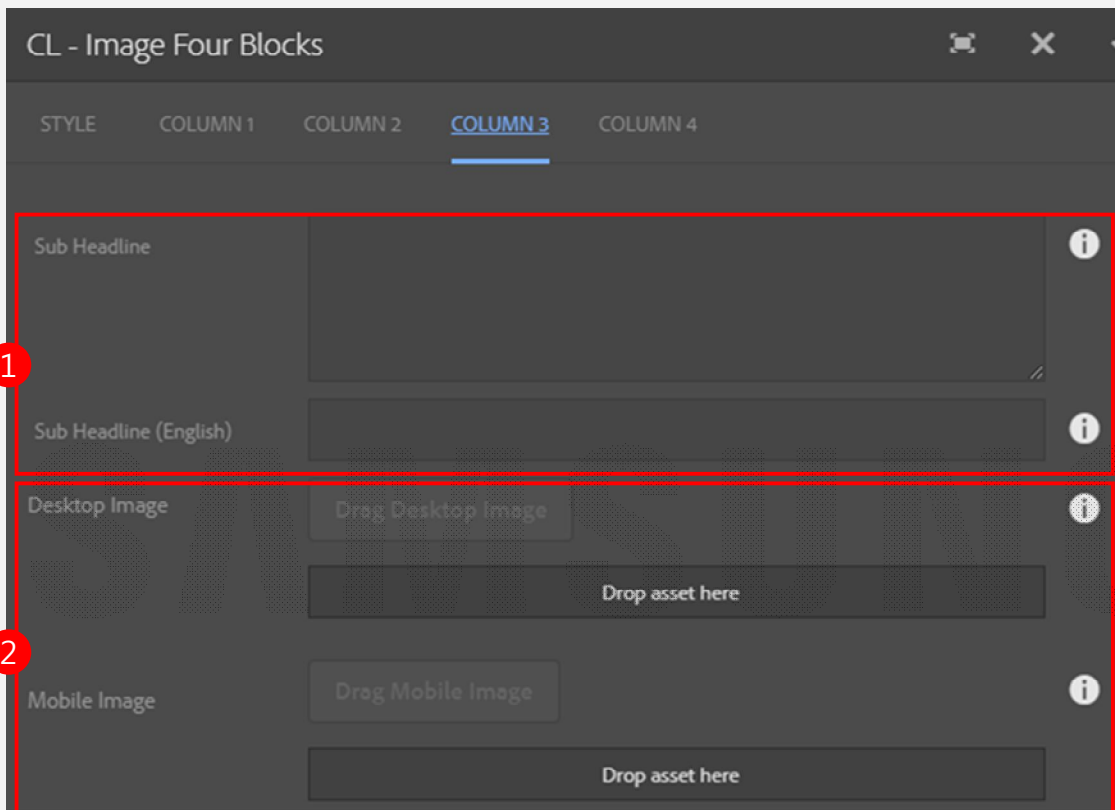 CL - Image Four Blocks
STYLE COLUMN 1 COLUMN 2 COLUMN 3 COLUMN 4
Sub Headline
1
Sub Headline (English)
Desktop Image Drag Desktop Image
Drop asset here
2
Mobile Image Drag Mobile Image
Drop asset here
SAMSUNG